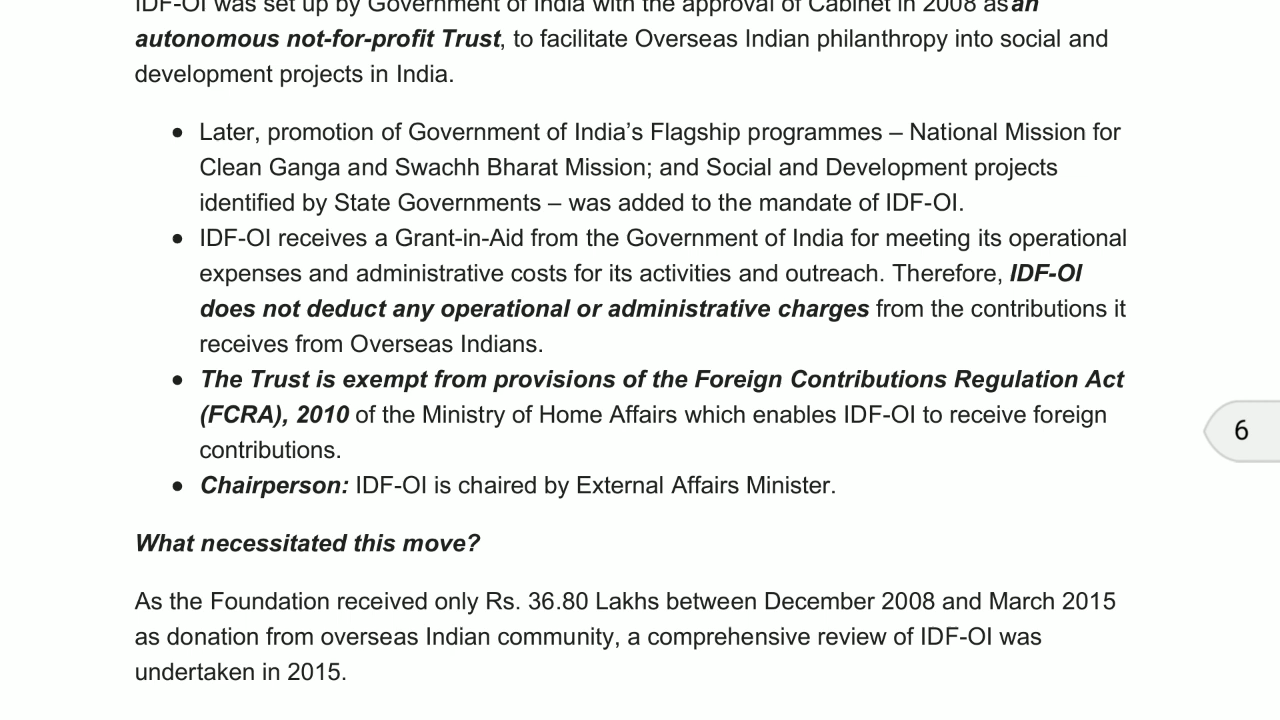 IDF-OI was set up by Government of India with the approval of Cabinet in 2008 as an
autonomous not-for-profit Trust, to facilitate Overseas Indian philanthropy into social and
development projects in India.
● Later, promotion of Government of India’s Flagship programmes – National Mission for
Clean Ganga and Swachh Bharat Mission; and Social and Development projects
identified by State Governments – was added to the mandate of IDF-OI.
● IDF-OI receives a Grant-in-Aid from the Government of India for meeting its operational
expenses and administrative costs for its activities and outreach. Therefore, IDF-OI
does not deduct any operational or administrative charges from the contributions it
receives from Overseas Indians.
● The Trust is exempt from provisions of the Foreign Contributions Regulation Act
(FCRA), 2010 of the Ministry of Home Affairs which enables IDF-OI to receive foreign
contributions.
● Chairperson: IDF-OI is chaired by External Affairs Minister.
What necessitated this move?
As the Foundation received only Rs. 36.80 Lakhs between December 2008 and March 2015
as donation from overseas Indian community, a comprehensive review of IDF-OI was
undertaken in 2015.
6